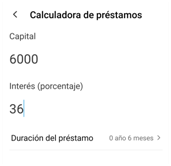 Calculadora de préstamos
Capital
6000
Interés (porcentaje)
36
Duración del préstamo 0 año 6 meses